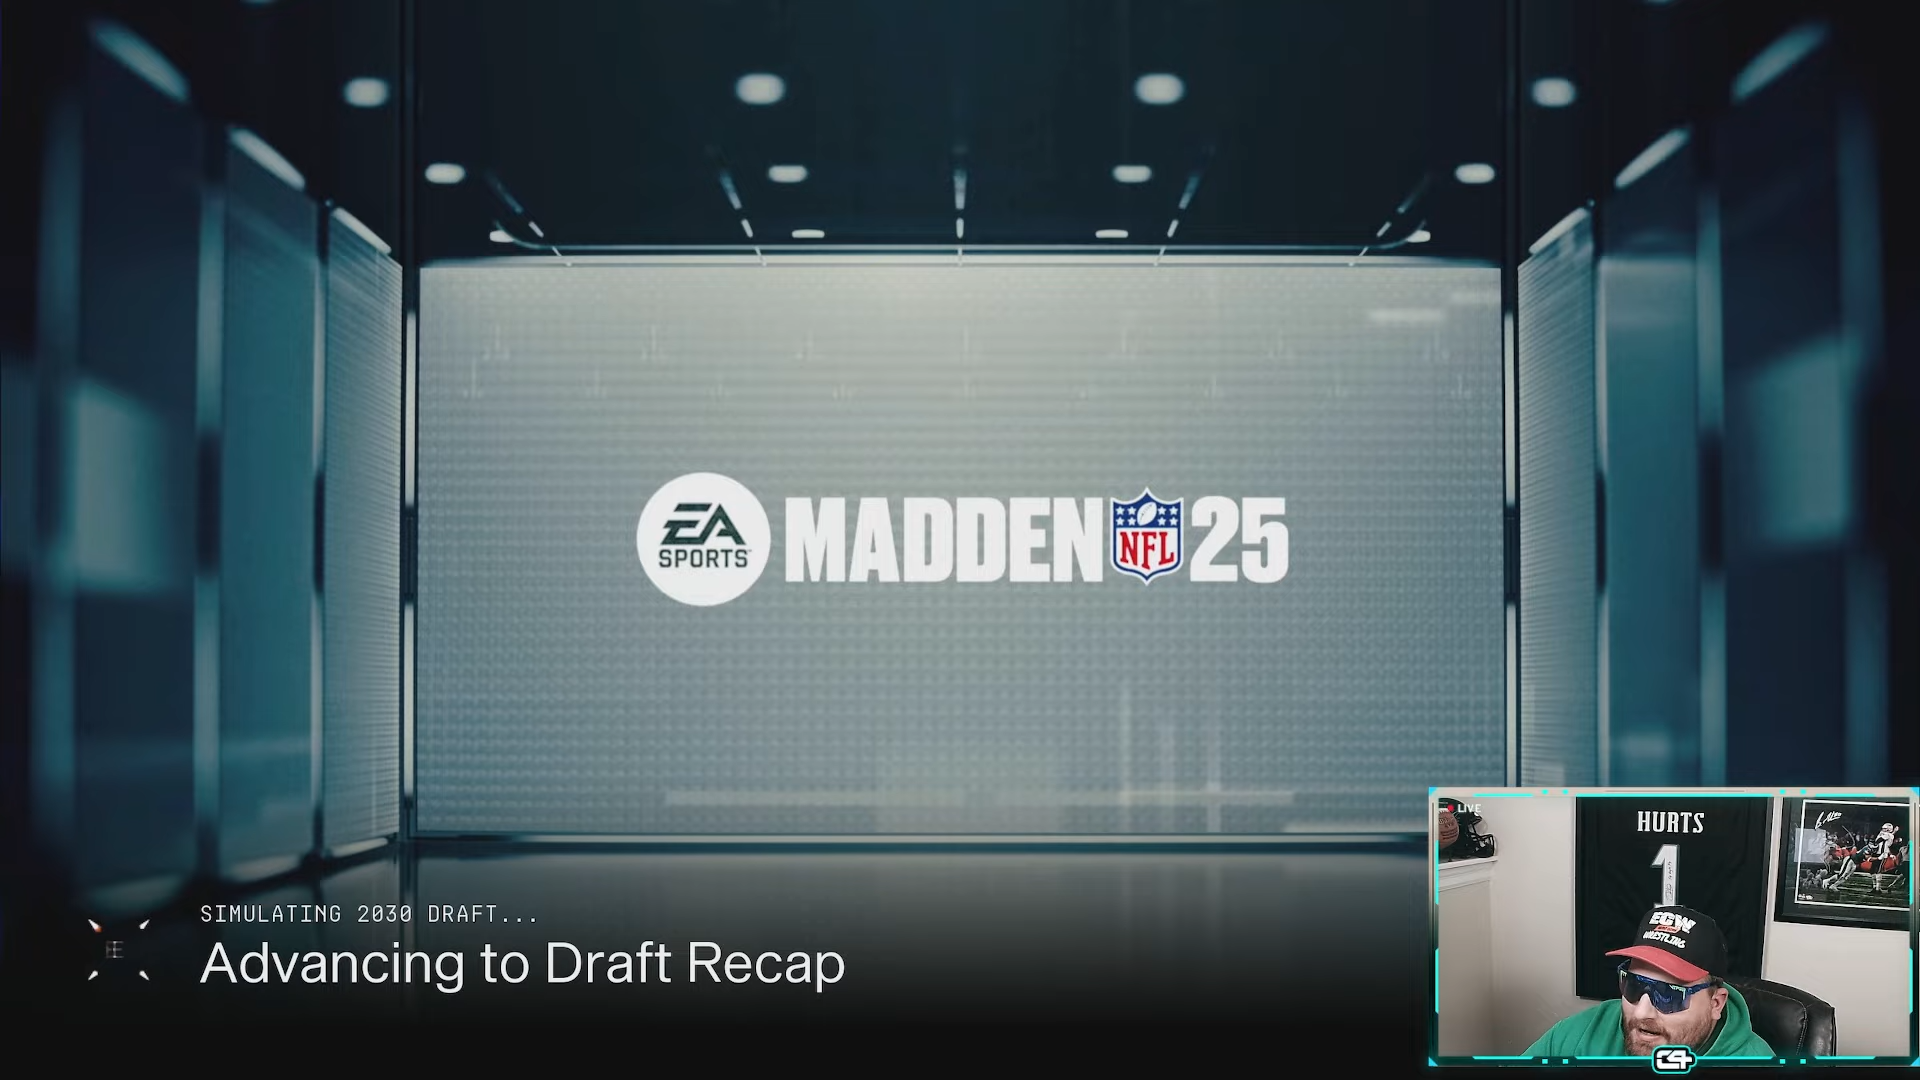 EA
SPORTS
MADDEN NFL 25
SIMULATING 2030 DRAFT...
Advancing to Draft Recap
LIVE
HURTS
1
ECW
WRESTLING